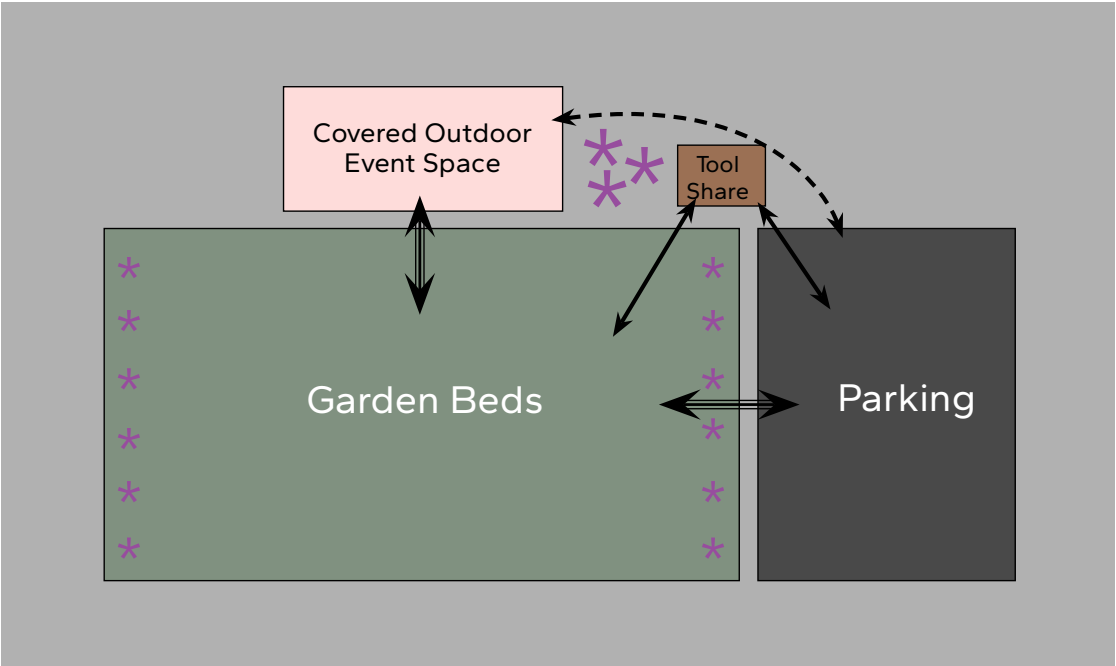 Covered Outdoor
Event Space
Tool
Share
Garden Beds
Parking